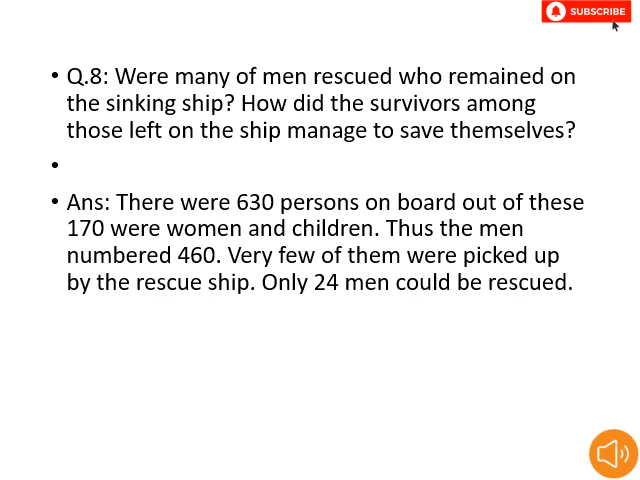 SUBSCRIBE
• Q.8: Were many of men rescued who remained on
the sinking ship? How did the survivors among
those left on the ship manage to save themselves?
•
• Ans: There were 630 persons on board out of these
170 were women and children. Thus the men
numbered 460. Very few of them were picked up
by the rescue ship. Only 24 men could be rescued.